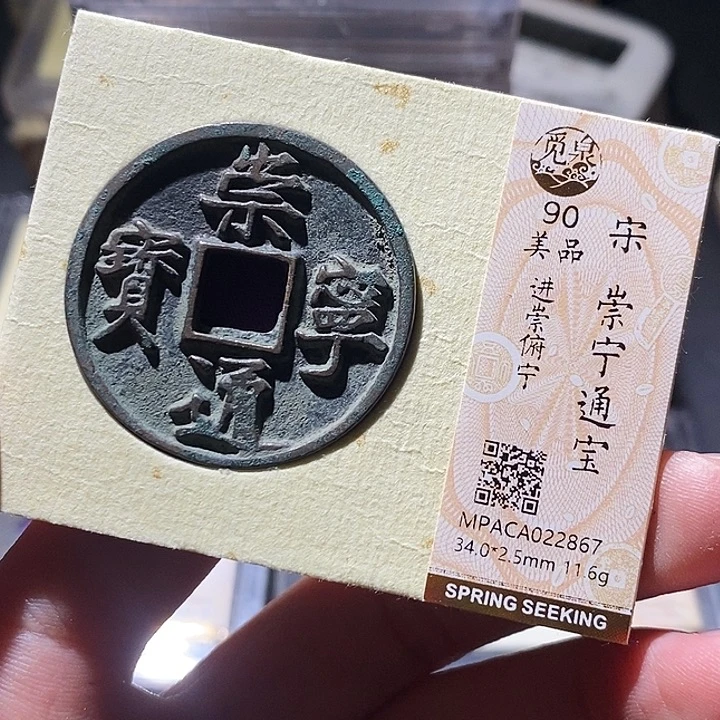 崇
寧
通
寳
觅泉
90
美品
进崇俯宁
宋 崇宁通宝
MPACA022867
34.0*2.5mm 11.6g
SPRING SEEKING